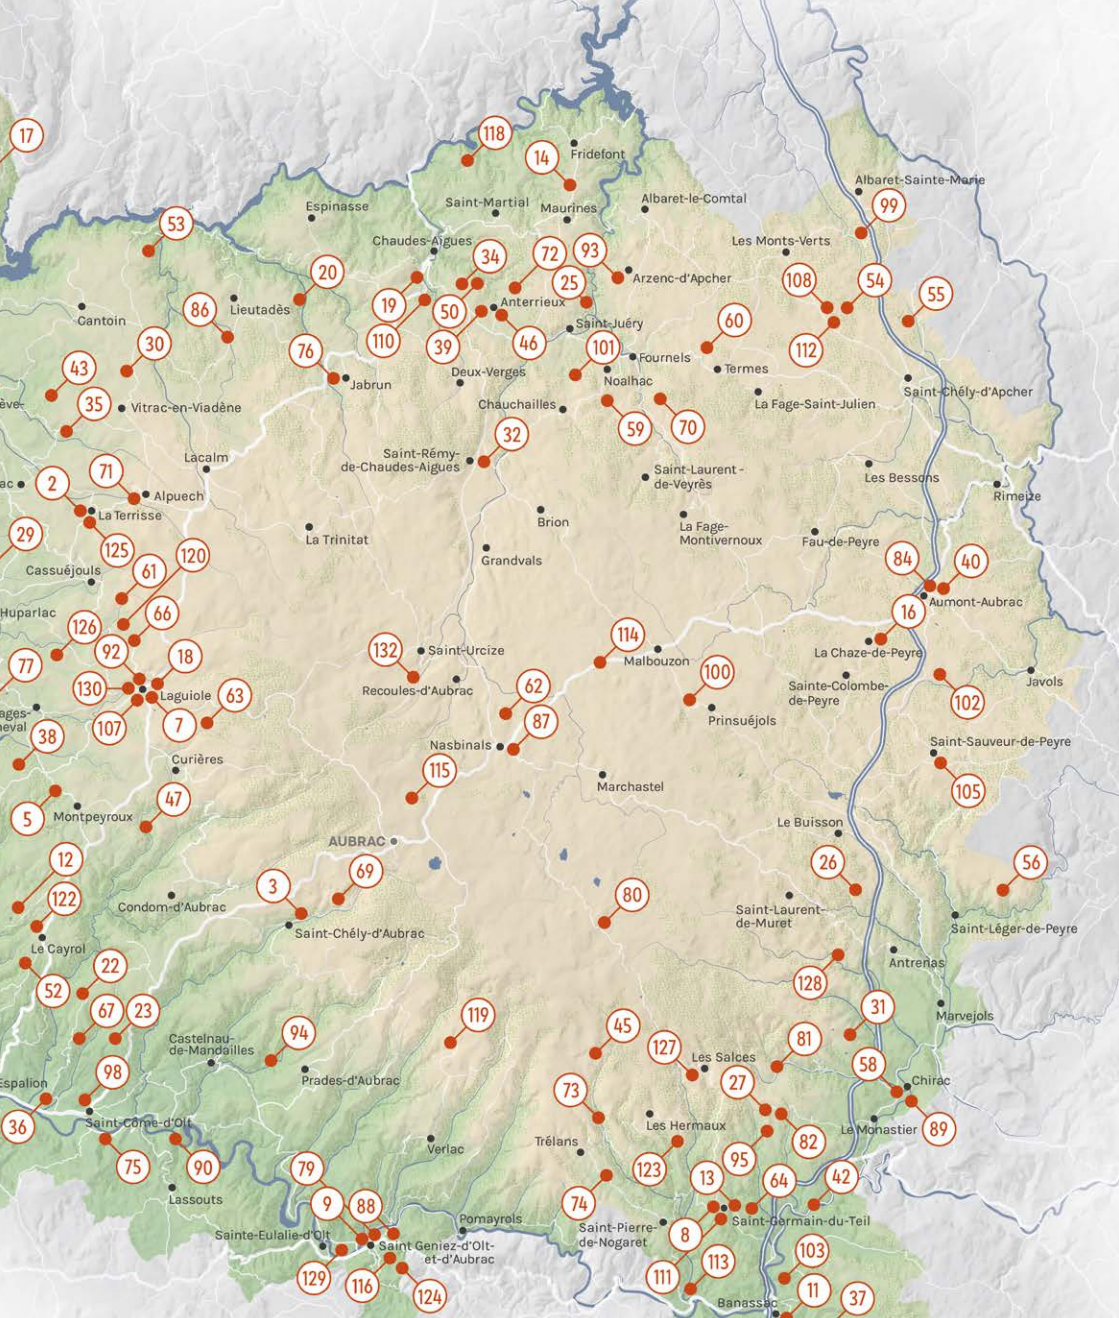 17
118
14
Fridefont
Albaret-Sainte-Marie
99
Espinasse
Saint-Martial
Maurines
Albaret-le-Comtal
53
Chaudes-Aigues
Les Monts-Verts
34
72
93
20
Arzenc-d'Apcher
108
54
55
25
Cantoin
86
Lieutadès
19
50
Anterrieux
110
39
46
Saint-Juéry
60
112
30
76
101
Fournels
43
Jabrun
Deux-Verges
Noalhac
Termes
Saint-Chély-d'Apcher
ève-
35
Vitrac-en-Viadène
Chauchailles
La Fage-Saint-Julien
59
70
32
Lacalm
Saint-Rémy-
de-Chaudes-Aigues
Saint-Laurent-
de-Veyrès
Les Bessons
71
ac
2
Alpuech
Rimeize
La Terrisse
Brion
La Fage-
Montivernoux
29
125
La Trinitat
Fau-de-Peyre
120
Grandvals
84
40
Cassuéjouls
61
Aumont-Aubrac
Huparlac
66
16
126
114
92
18
132
Saint-Urcize
Malbouzon
La Chaze-de-Peyre
77
100
130
Laguiole
63
Recoules-d'Aubrac
62
Sainte-Colombe-
de-Peyre
Javols
102
ages-
neval
107
7
87
Prinsuéjols
38
Nasbinals
Saint-Sauveur-de-Peyre
Curières
115
Marchastel
105
5
47
Montpeyroux
Le Buisson
AUBRAC
12
26
56
69
3
122
80
Condom-d'Aubrac
Saint-Laurent-
de-Muret
Saint-Chély-d'Aubrac
Saint-Léger-de-Peyre
Le Cayrol
22
Antrenas
52
128
67
23
119
31
Marvejols
94
45
127
81
Castelnau-
de-Mandailles
Les Salces
98
58
Espalion
Prades-d'Aubrac
73
27
Chirac
Saint-Côme-d'Olt
36
Les Hermaux
Le Monastier
89
Verlac
Trélans
82
75
90
79
123
95
Lassouts
13
64
42
9
88
74
Pomayrols
Saint-Pierre-
de-Nogaret
8
Saint-Germain-du-Teil
Sainte-Eulalie-d'Olt
Saint Geniez-d'Olt-
et-d'Aubrac
103
129
116
124
111
113
11
37
Banassac